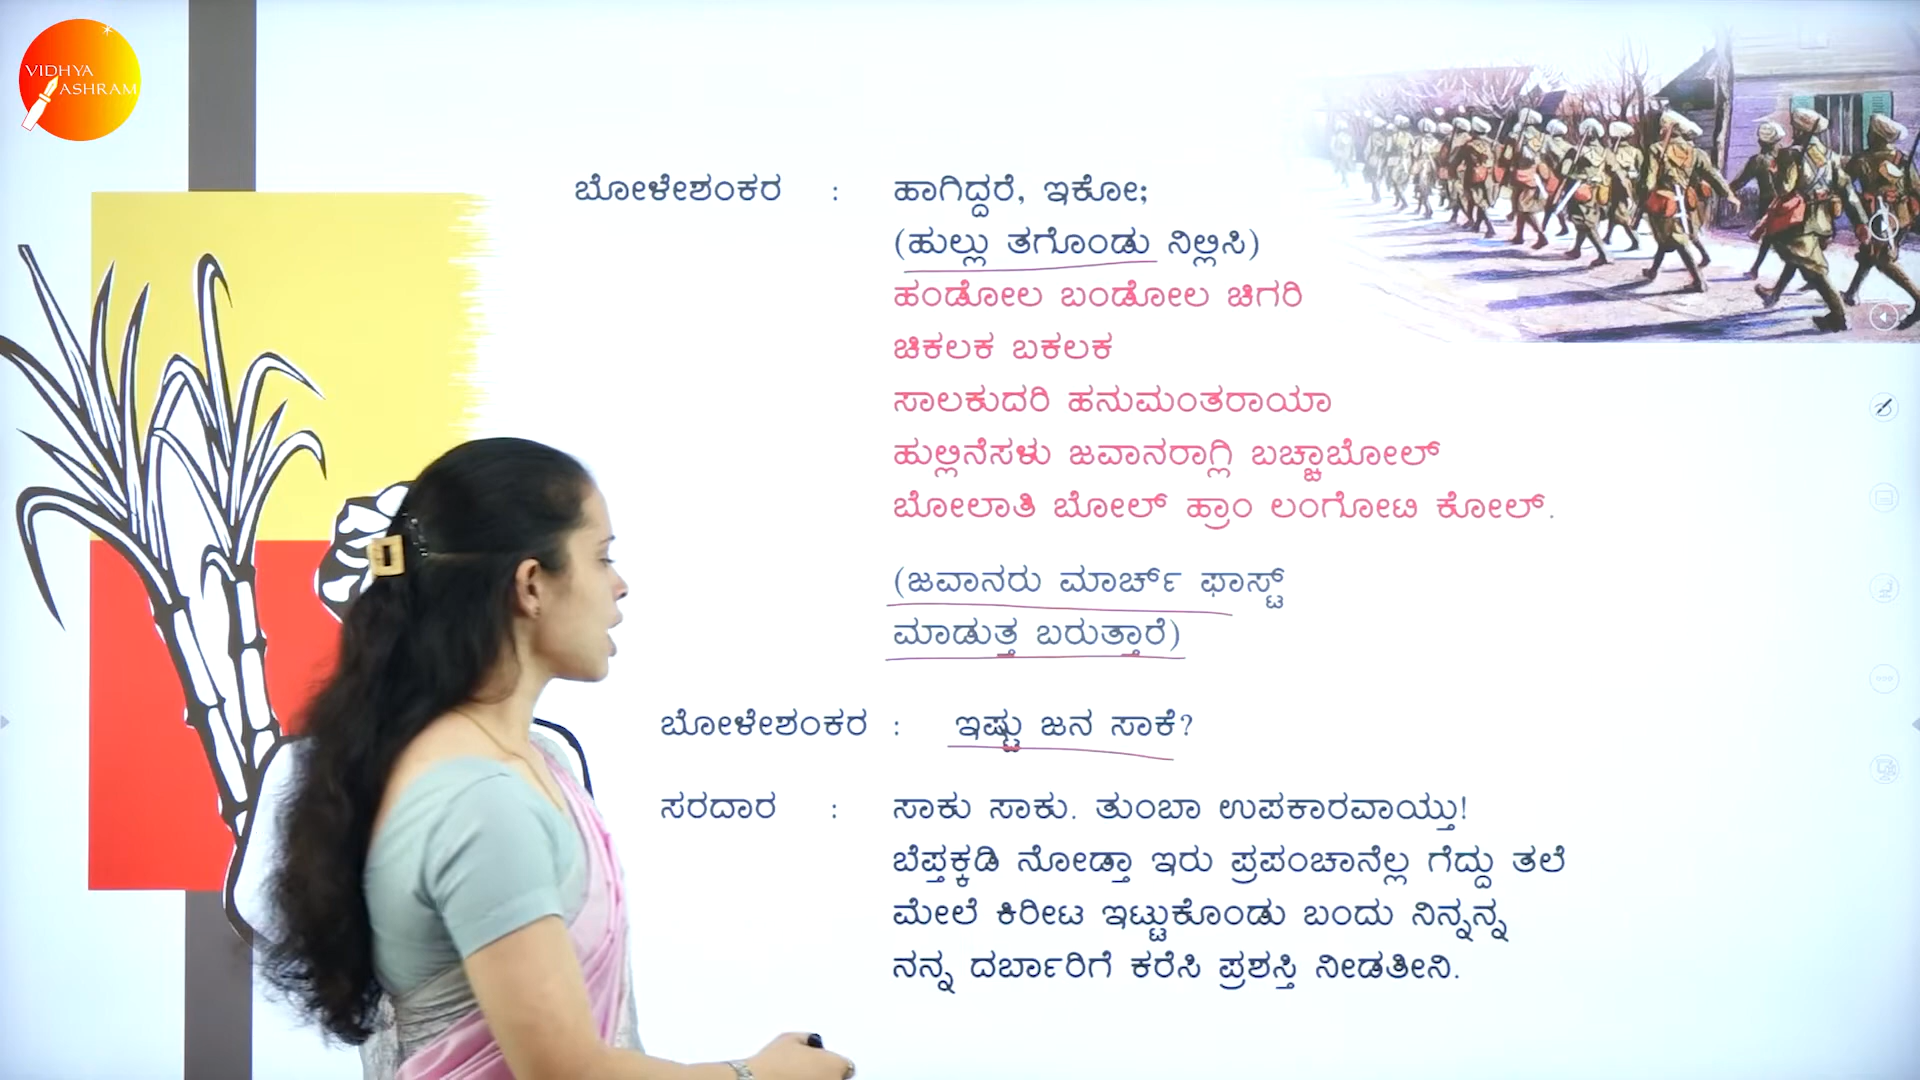 VIDHYA
ASHRAM
ಬೋಳೇಶಂಕರ : ಹಾಗಿದ್ದರೆ, ಇಕೋ;
(ಹುಲ್ಲು ತಗೊಂಡು ನಿಲ್ಲಿಸಿ)
ಹಂಡೋಲ ಬಂಡೋಲ ಚಿಗರಿ
ಚಿಕಲಕ ಬಕಲಕ
ಸಾಲಕುದರಿ ಹನುಮಂತರಾಯಾ
ಹುಲ್ಲಿನೆಸಳು ಜವಾನರಾಗ್ಲಿ ಬಚ್ಚಾಬೋಲ್
ಬೋಲಾತಿ ಬೋಲ್ ಹ್ರಾಂ ಲಂಗೋಟಿ ಕೋಲ್.
(ಜವಾನರು ಮಾರ್ಚ್ ಫಾಸ್ಟ್
ಮಾಡುತ್ತ ಬರುತ್ತಾರೆ)
ಬೋಳೇಶಂಕರ : ಇಷ್ಟು ಜನ ಸಾಕೆ?
ಸರದಾರ : ಸಾಕು ಸಾಕು. ತುಂಬಾ ಉಪಕಾರವಾಯ್ತು!
ಬೆಪ್ತಕ್ಕಡಿ ನೋಡ್ತಾ ಇರು ಪ್ರಪಂಚಾನೆಲ್ಲ ಗೆದ್ದು ತಲೆ
ಮೇಲೆ ಕಿರೀಟ ಇಟ್ಟುಕೊಂಡು ಬಂದು ನಿನ್ನನ್ನ
ನನ್ನ ದರ್ಬಾರಿಗೆ ಕರೆಸಿ ಪ್ರಶಸ್ತಿ ನೀಡತೀನಿ.